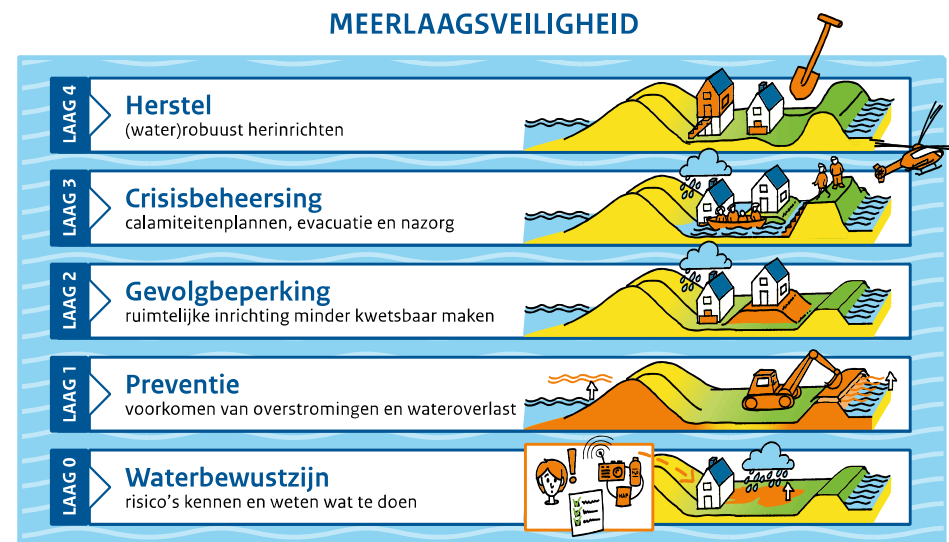 MEERLAAGSVEILIGHEID
LAAG 4
Herstel
(water)robuust herinrichten
LAAG 3
Crisisbeheersing
calamiteitenplannen, evacuatie en nazorg
LAAG 2
Gevolgbeperking
ruimtelijke inrichting minder kwetsbaar maken
LAAG 1
Preventie
voorkomen van overstromingen en wateroverlast
LAAG 0
Waterbewustzijn
risico's kennen en weten wat te doen